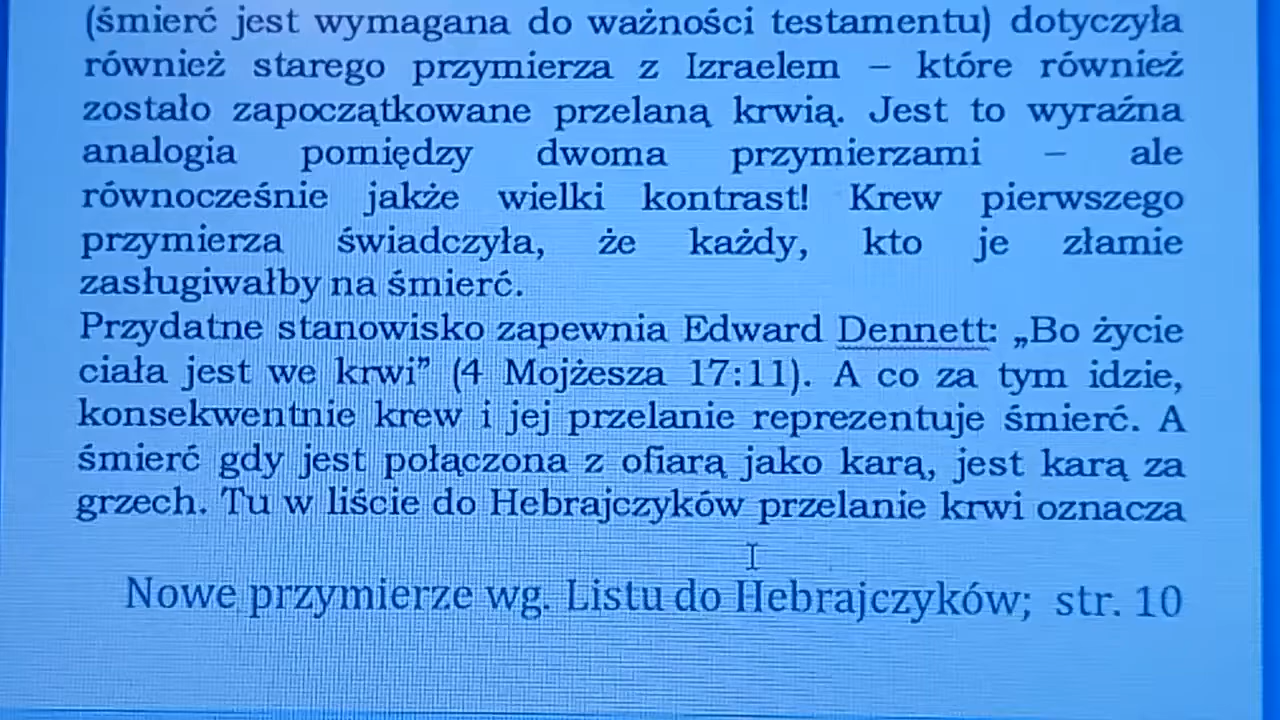 (śmierć jest wymagana do ważności testamentu) dotyczyła
również starego przymierza z Izraelem – które również
zostało zapoczątkowane przelaną krwią. Jest to wyraźna
analogia pomiędzy dwoma przymierzami – ale
równocześnie jakże wielki kontrast! Krew pierwszego
przymierza świadczyła, że każdy, kto je złamie
zasługiwałby na śmierć.
Przydatne stanowisko zapewnia Edward Dennett: „Bo życie
ciała jest we krwi” (4 Mojżesza 17:11). A co za tym idzie,
konsekwentnie krew i jej przelanie reprezentuje śmierć. A
śmierć gdy jest połączona z ofiarą jako karą, jest karą za
grzech. Tu w liście do Hebrajczyków przelanie krwi oznacza
Nowe przymierze wg. Listu do Hebrajczyków; str. 10